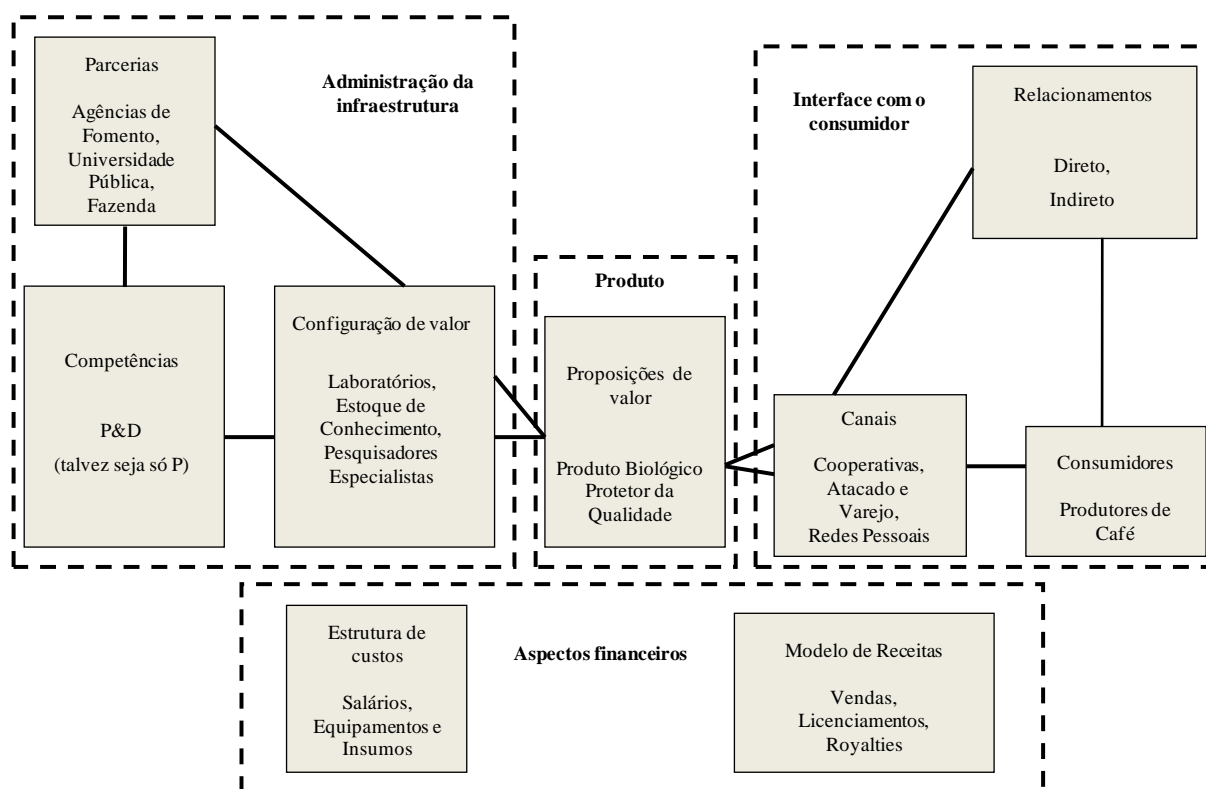 Parcerias
Agências de
Fomento,
Universidade
Pública,
Fazenda
Administração da
infraestrutura
Competências
P&D
(talvez seja só P)
Configuração de valor
Laboratórios,
Estoque de
Conhecimento,
Pesquisadores
Especialistas
Produto
Proposições de
valor
Produto Biológico
Protetor da
Qualidade
Interface com o
consumidor
Relacionamentos
Direto,
Indireto
Canais
Cooperativas,
Atacado e
Varejo,
Redes Pessoais
Consumidores
Produtores de
Café
Estrutura de
custos
Salários,
Equipamentos e
Insumos
Aspectos financeiros
Modelo de Receitas
Vendas,
Licenciamentos,
Royalties